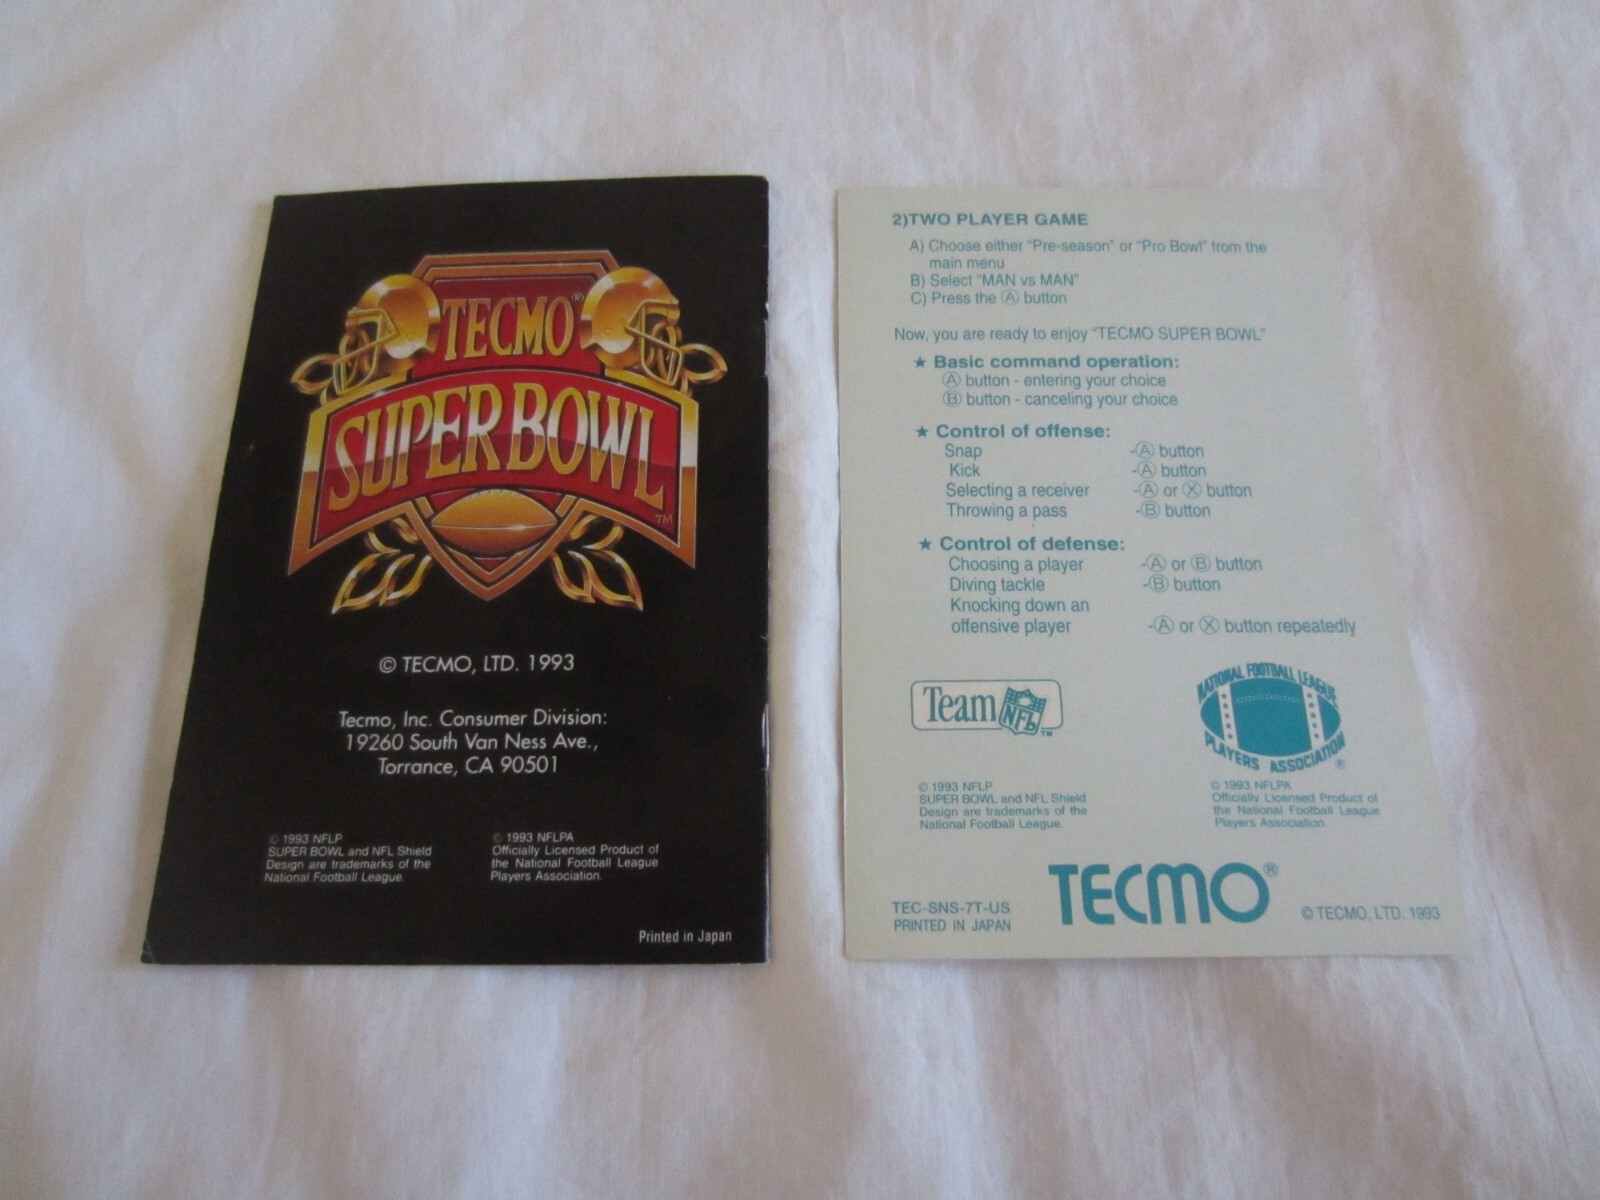 TECMO®
SUPER BOWL
TM
© TECMO, LTD. 1993
Tecmo, Inc. Consumer Division:
19260 South Van Ness Ave.,
Torrance, CA 90501
© 1993 NFLP
SUPER BOWL and NFL Shield
Design are trademarks of the
National Football League.
© 1993 NFLPA
Officially Licensed Product of
the National Football League
Players Association.
Printed in Japan
2)TWO PLAYER GAME
A) Choose either "Pre-season" or "Pro Bowl" from the
main menu
B) Select "MAN vs MAN"
C) Press the Ⓐ button
Now, you are ready to enjoy "TECMO SUPER BOWL"
★ Basic command operation:
Ⓐ button - entering your choice
Ⓑ button - canceling your choice
★ Control of offense:
Snap -Ⓐ button
Kick -Ⓐ button
Selecting a receiver -Ⓐ or Ⓧ button
Throwing a pass -Ⓑ button
★ Control of defense:
Choosing a player -Ⓐ or Ⓑ button
Diving tackle -Ⓑ button
Knocking down an
offensive player -Ⓐ or Ⓧ button repeatedly
Team NFL TM
NATIONAL FOOTBALL LEAGUE
PLAYERS ASSOCIATION ®
© 1993 NFLP
SUPER BOWL and NFL Shield
Design are trademarks of the
National Football League.
© 1993 NFLPA
Officially Licensed Product of
the National Football League
Players Association.
TEC-SNS-7T-US
PRINTED IN JAPAN
TECMO®
© TECMO, LTD. 1993